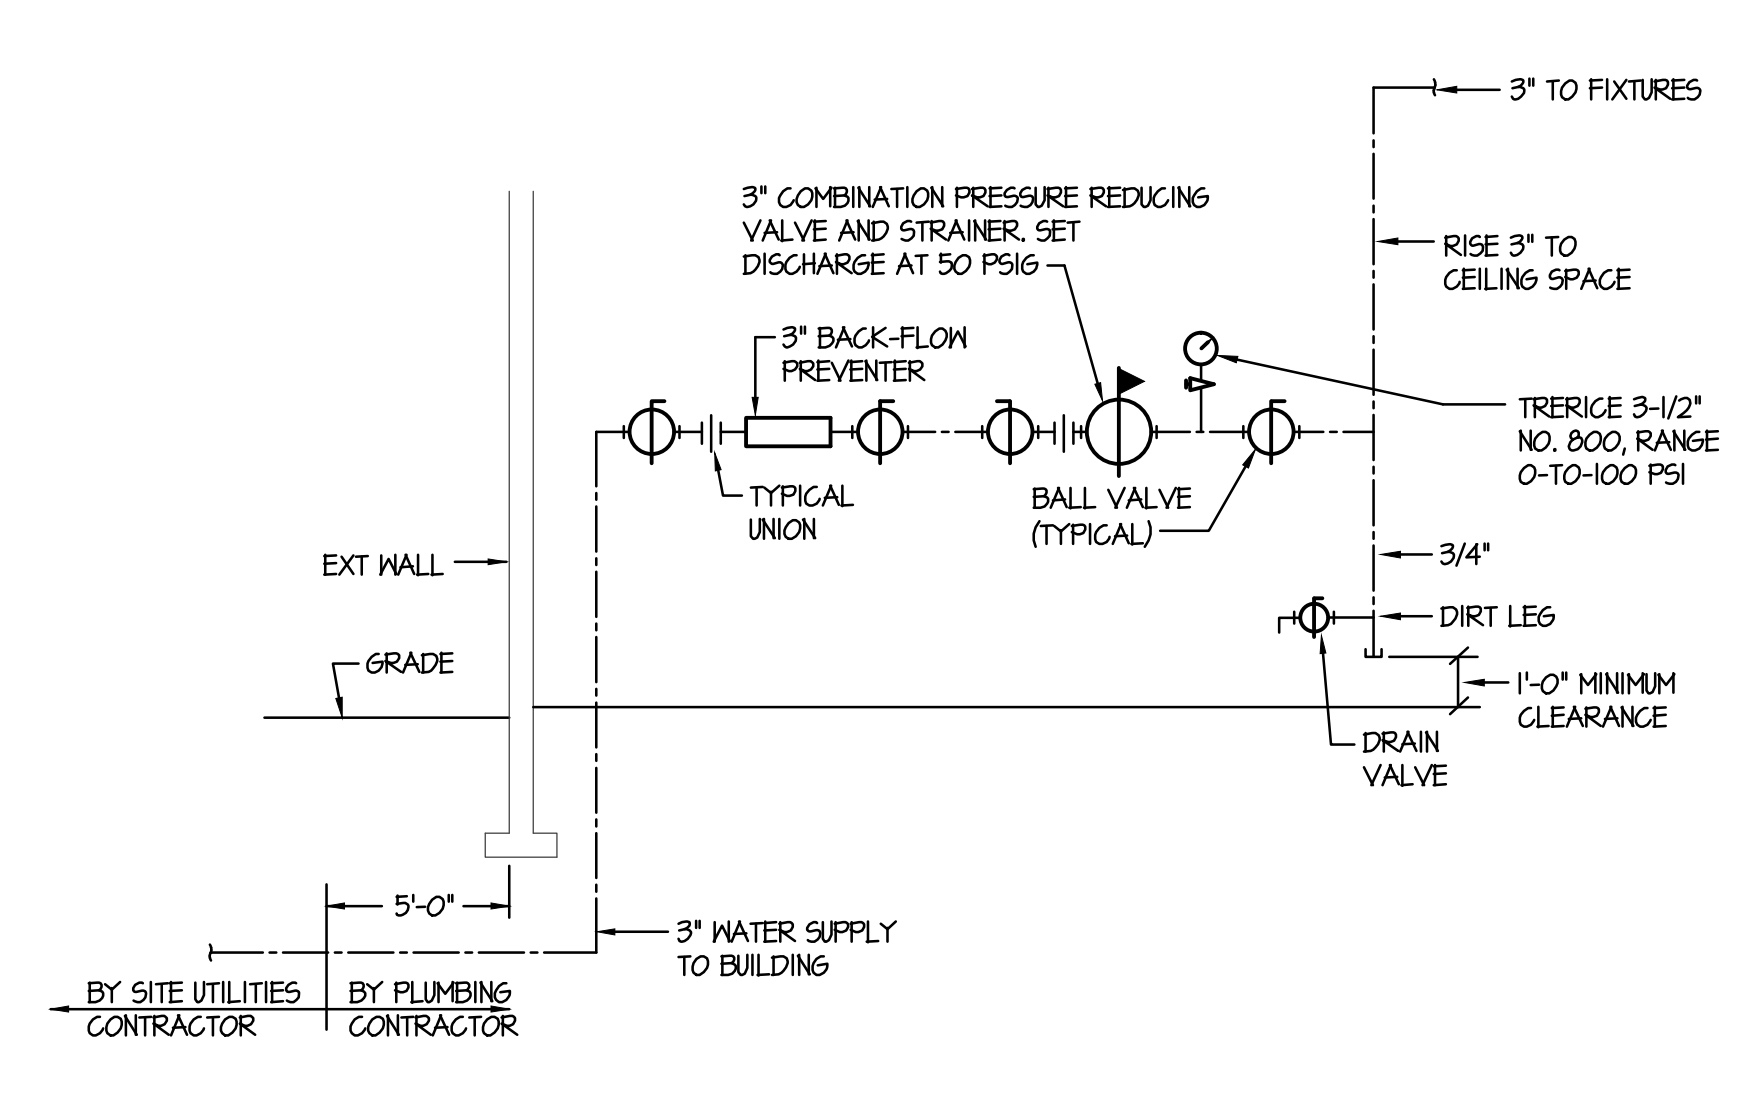 3" TO FIXTURES
3" COMBINATION PRESSURE REDUCING
VALVE AND STRAINER. SET
DISCHARGE AT 50 PSIG
RISE 3" TO
CEILING SPACE
3" BACK-FLOW
PREVENTER
TRERICE 3-1/2"
NO. 800, RANGE
0-TO-100 PSI
TYPICAL
UNION
BALL VALVE
(TYPICAL)
EXT WALL
3/4"
DIRT LEG
GRADE
1'-0" MINIMUM
CLEARANCE
DRAIN
VALVE
5'-0"
3" WATER SUPPLY
TO BUILDING
BY SITE UTILITIES
CONTRACTOR
BY PLUMBING
CONTRACTOR